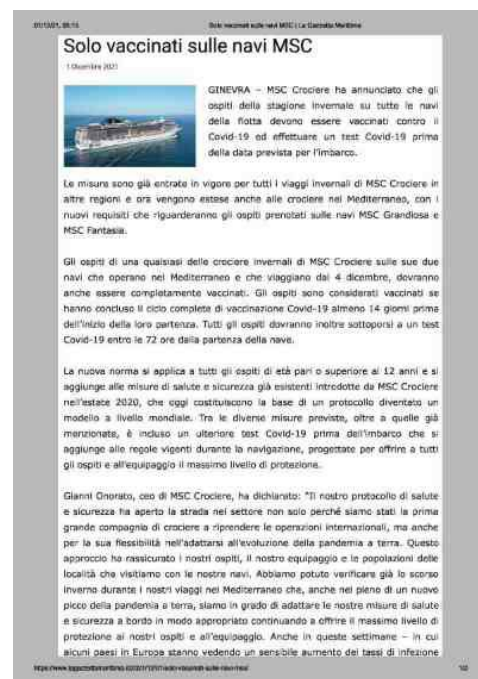 Solo vaccinati sulle navi MSC | La Gazzetta Marittima
Solo vaccinati sulle navi MSC
1 Dicembre 2021
GINEVRA – MSC Crociere ha annunciato che gli
ospiti della stagione invernale su tutte le navi
della flotta devono essere vaccinati contro il
Covid-19 ed effettuare un test Covid-19 prima
della data prevista per l'imbarco.
Le misure sono già entrate in vigore per tutti i viaggi invernali di MSC Crociere in
altre regioni e ora vengono estese anche alle crociere nel Mediterraneo, con i
nuovi requisiti che riguarderanno gli ospiti prenotati sulle navi MSC Grandiosa e
MSC Fantasia.
Gli ospiti di una qualsiasi delle crociere invernali di MSC Crociere sulle sue due
navi che operano nel Mediterraneo e che viaggiano dal 4 dicembre, dovranno
anche essere completamente vaccinati. Gli ospiti sono considerati vaccinati se
hanno concluso il ciclo completo di vaccinazione Covid-19 almeno 14 giorni prima
dell'inizio della loro partenza. Tutti gli ospiti dovranno inoltre sottoporsi a un test
Covid-19 entro le 72 ore dalla partenza della nave.
La nuova norma si applica a tutti gli ospiti di età pari o superiore ai 12 anni e si
aggiunge alle misure di salute e sicurezza già esistenti introdotte da MSC Crociere
nell'estate 2020, che oggi costituiscono la base di un protocollo diventato un
modello a livello mondiale. Tra le diverse misure previste, oltre a quelle già
menzionate, è incluso un ulteriore test Covid-19 prima dell'imbarco che si
aggiunge alle regole vigenti durante la navigazione, progettate per offrire a tutti
gli ospiti e all'equipaggio il massimo livello di protezione.
Gianni Onorato, ceo di MSC Crociere, ha dichiarato: "Il nostro protocollo di salute
e sicurezza ha aperto la strada nel settore non solo perché siamo stati la prima
grande compagnia di crociere a riprendere le operazioni internazionali, ma anche
per la sua flessibilità nell'adattarsi all'evoluzione della pandemia a terra. Questo
approccio ha rassicurato i nostri ospiti, il nostro equipaggio e le popolazioni delle
località che visitiamo con le nostre navi. Abbiamo potuto verificare già lo scorso
inverno durante i nostri viaggi nel Mediterraneo che, anche nel pieno di un nuovo
picco della pandemia a terra, siamo in grado di adattare le nostre misure di salute
e sicurezza a bordo in modo appropriato continuando a offrire il massimo livello di
protezione ai nostri ospiti e all'equipaggio. Anche in queste settimane – in cui
alcuni paesi in Europa stanno vedendo un sensibile aumento dei tassi di infezione
1/2